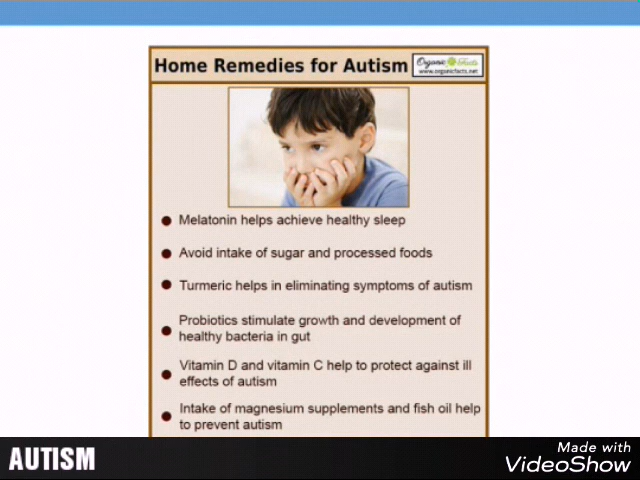 Home Remedies for Autism
Organic Facts
www.organicfacts.net
Melatonin helps achieve healthy sleep
Avoid intake of sugar and processed foods
Turmeric helps in eliminating symptoms of autism
Probiotics stimulate growth and development of
healthy bacteria in gut
Vitamin D and vitamin C help to protect against ill
effects of autism
Intake of magnesium supplements and fish oil help
to prevent autism
AUTISM
Made with
VideoShow